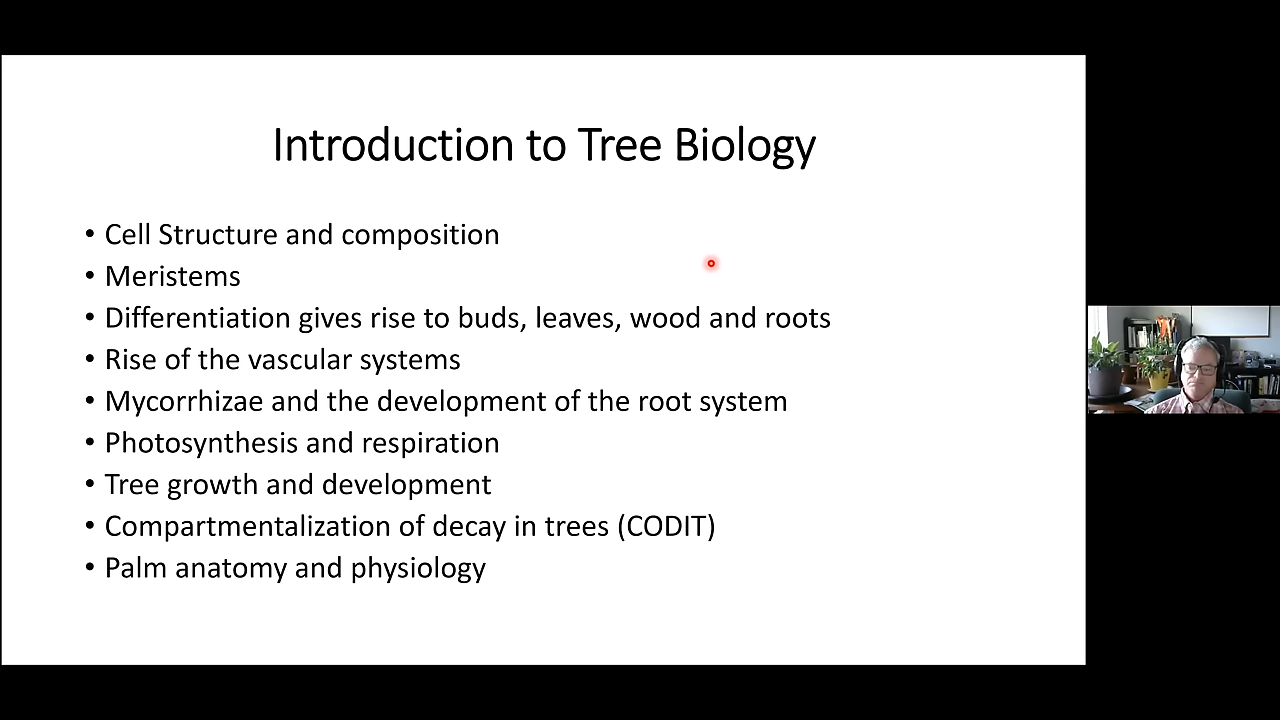 Introduction to Tree Biology
• Cell Structure and composition
• Meristems
• Differentiation gives rise to buds, leaves, wood and roots
• Rise of the vascular systems
• Mycorrhizae and the development of the root system
• Photosynthesis and respiration
• Tree growth and development
• Compartmentalization of decay in trees (CODIT)
• Palm anatomy and physiology